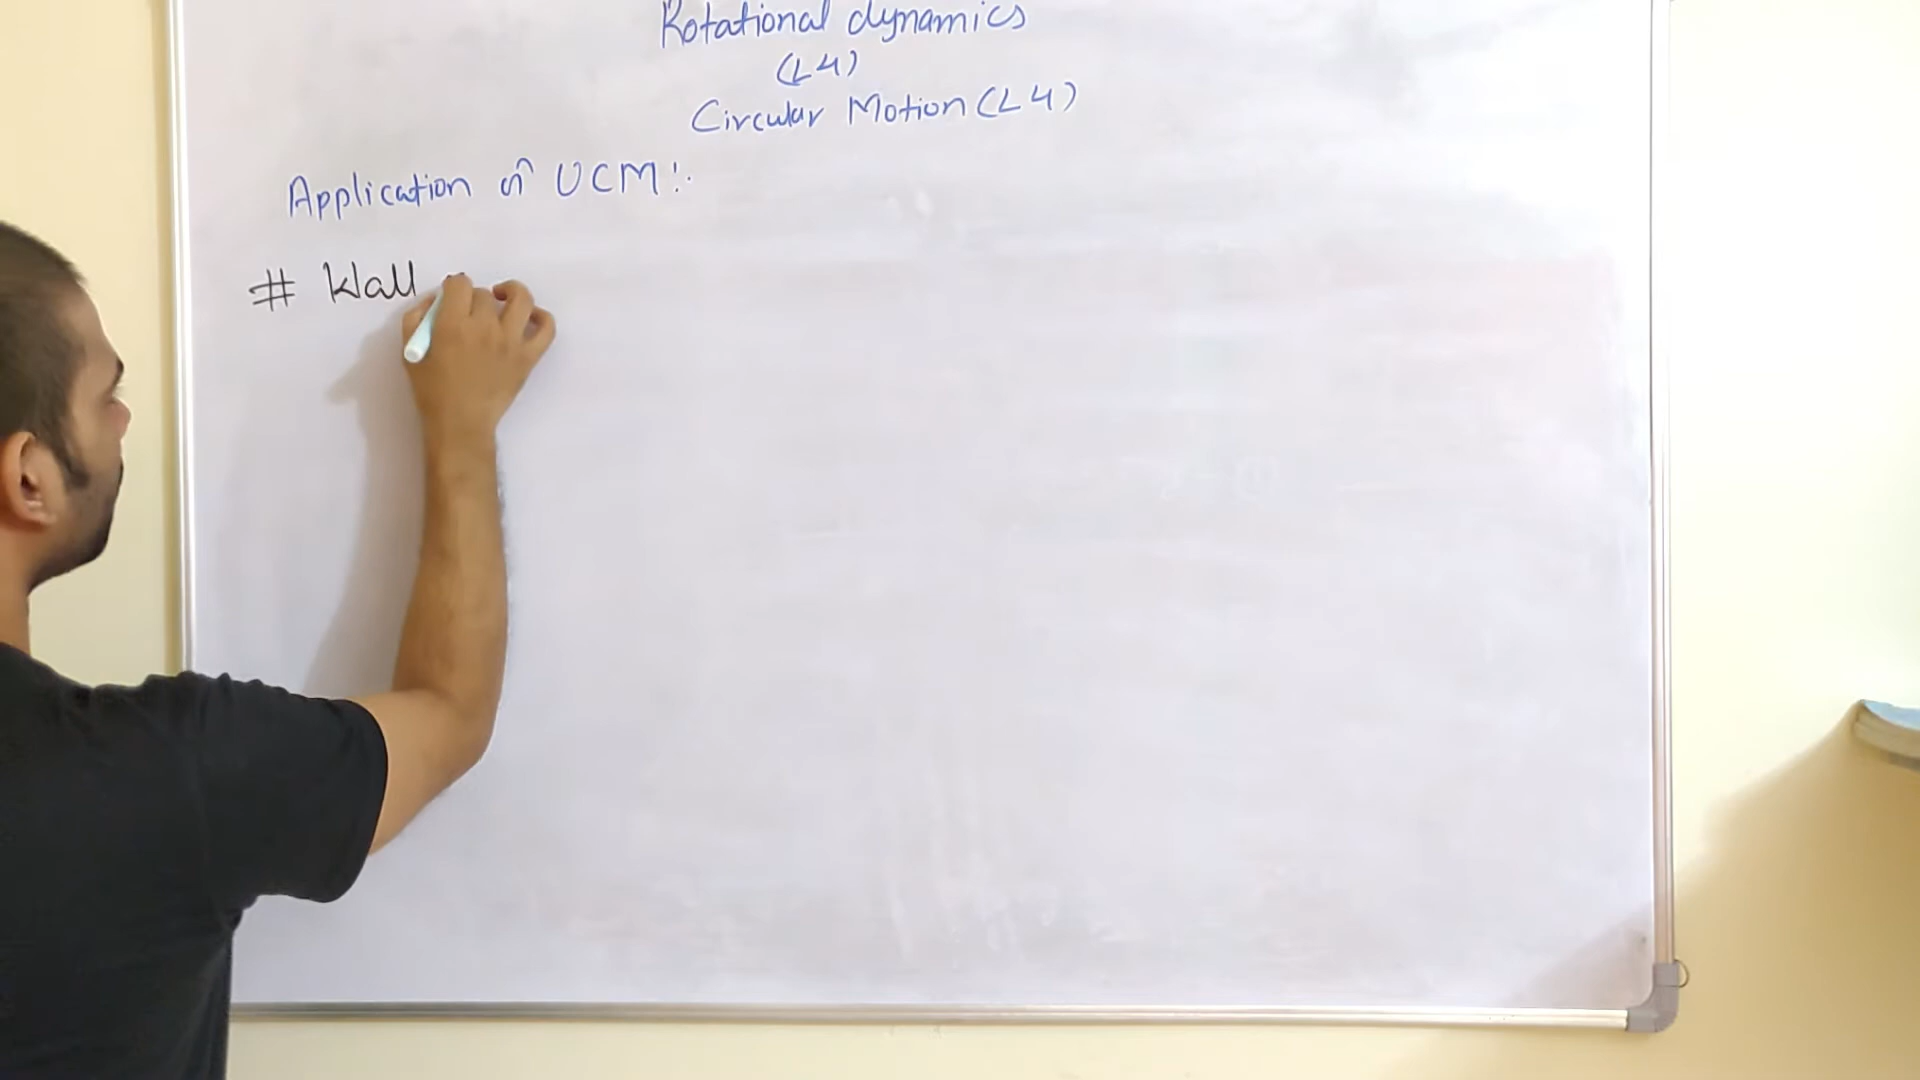 Rotational dynamics
(L4)
Circular Motion (L4)
Application of UCM :-
# Wall